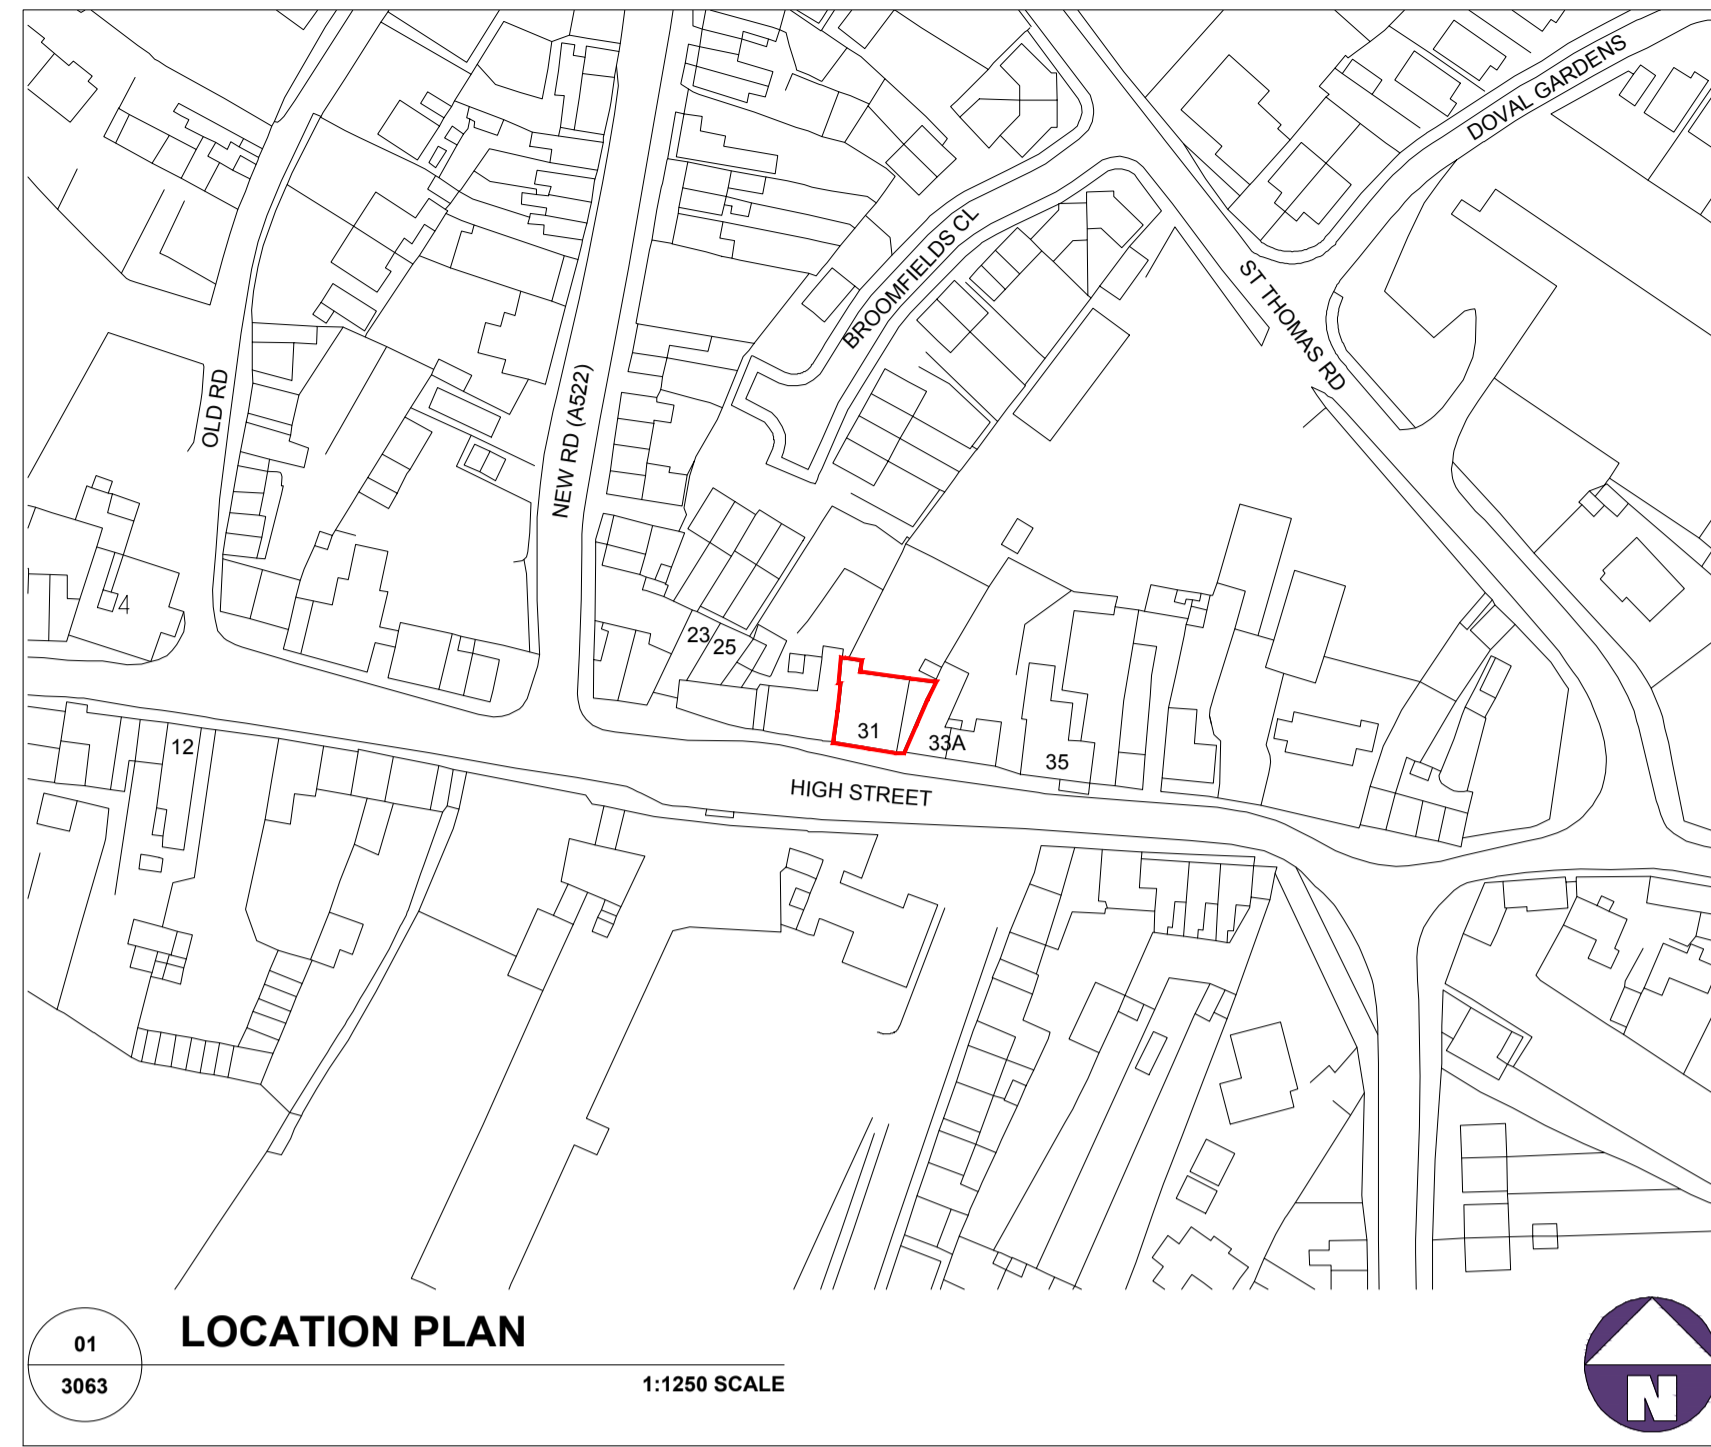 DOVAL GARDENS
BROOMFIELDS CL
ST THOMAS RD
OLD RD
NEW RD (A522)
4
23
25
31
33A
35
12
HIGH STREET
01
3063
LOCATION PLAN
1:1250 SCALE
N